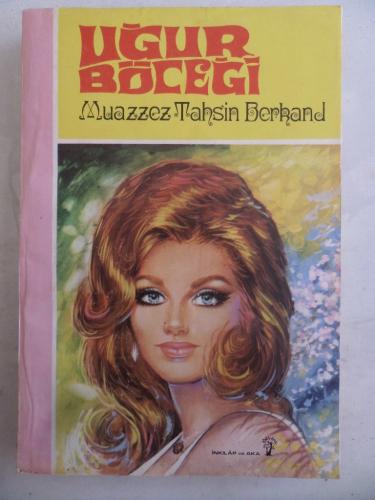 UĞUR
BÖCEĞİ
Muazzez Tahsin Berkand
İNKILÂP ve AKA